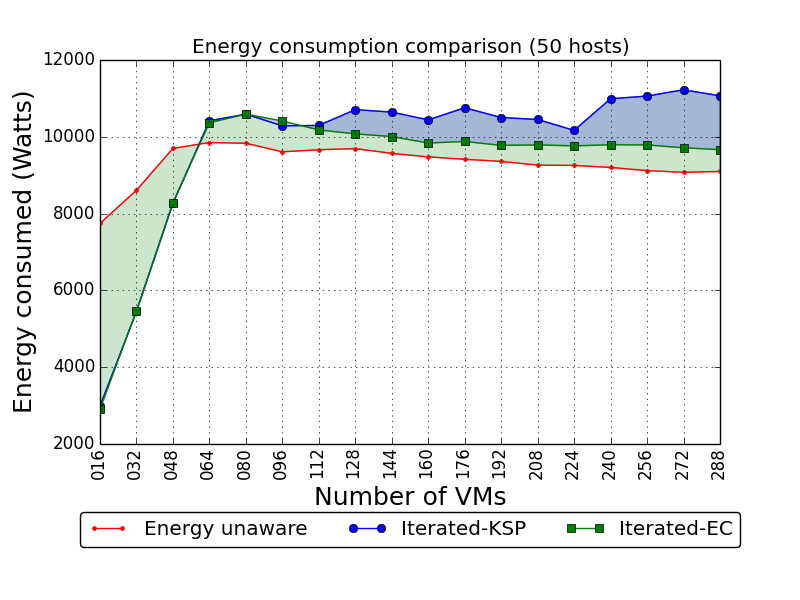 Energy consumption comparison (50 hosts)
Energy consumed (Watts)
12000
10000
8000
6000
4000
2000
016 032 048 064 080 096 112 128 144 160 176 192 208 224 240 256 272 288
Number of VMs
Energy unaware Iterated-KSP Iterated-EC